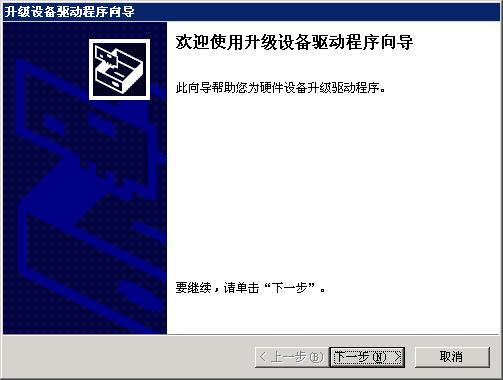 升级设备驱动程序向导
欢迎使用升级设备驱动程序向导
此向导帮助您为硬件设备升级驱动程序。
要继续，请单击“下一步”。
< 上一步(B) 下一步(N) > 取消